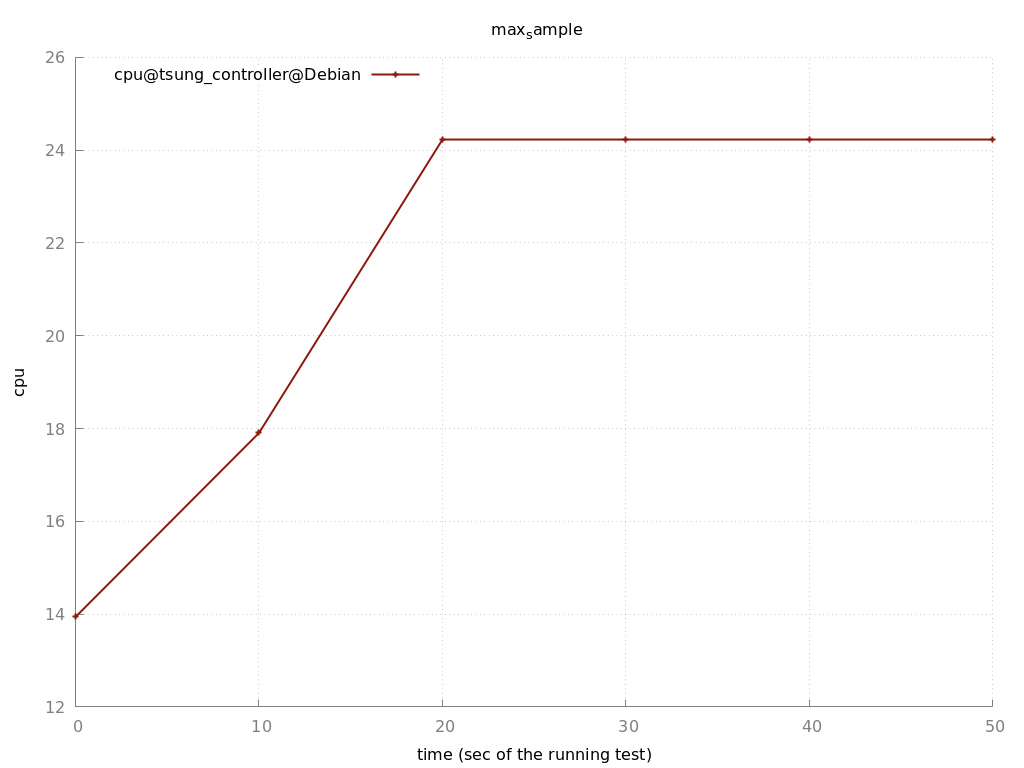 max_sample
cpu@tsung_controller@Debian
26
24
22
20
18
16
14
12
cpu
0 10 20 30 40 50
time (sec of the running test)